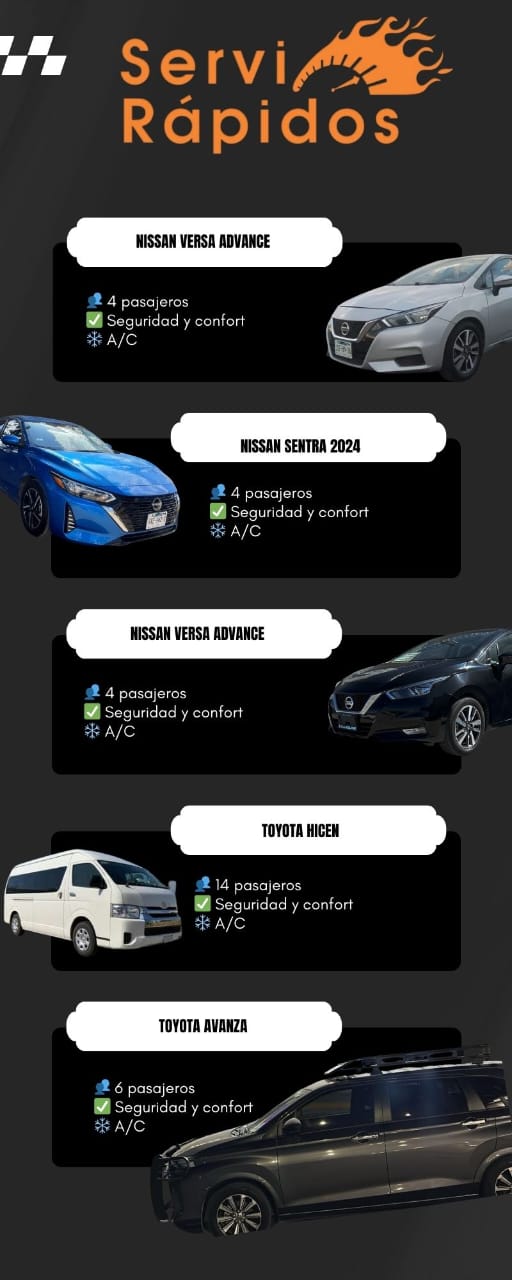 Servi
Rápidos
NISSAN VERSA ADVANCE
👥 4 pasajeros
✅ Seguridad y confort
❄️ A/C
NISSAN SENTRA 2024
👥 4 pasajeros
✅ Seguridad y confort
❄️ A/C
NISSAN VERSA ADVANCE
👥 4 pasajeros
✅ Seguridad y confort
❄️ A/C
TOYOTA HICEN
👥 14 pasajeros
✅ Seguridad y confort
❄️ A/C
TOYOTA AVANZA
👥 6 pasajeros
✅ Seguridad y confort
❄️ A/C